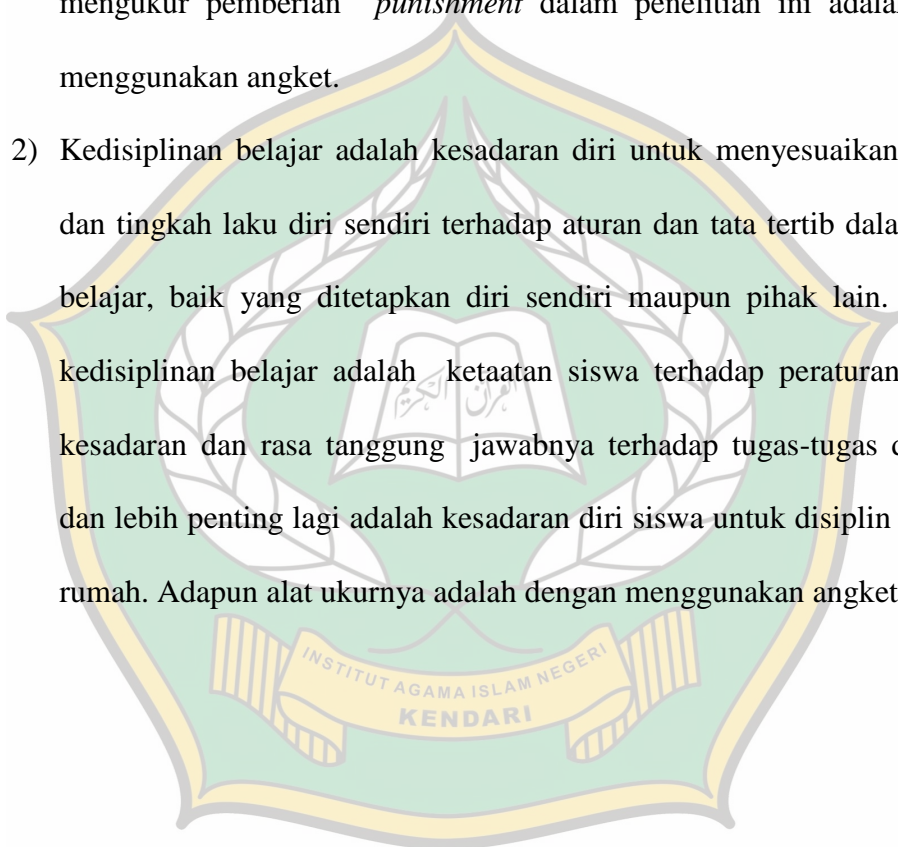 mengukur pemberian punishment dalam penelitian ini adala
menggunakan angket.
2) Kedisiplinan belajar adalah kesadaran diri untuk menyesuaikan
dan tingkah laku diri sendiri terhadap aturan dan tata tertib dala
belajar, baik yang ditetapkan diri sendiri maupun pihak lain.
kedisiplinan belajar adalah ketaatan siswa terhadap peraturan
kesadaran dan rasa tanggung jawabnya terhadap tugas-tugas
dan lebih penting lagi adalah kesadaran diri siswa untuk disiplin
rumah. Adapun alat ukurnya adalah dengan menggunakan angket
القرآن الكريم
INSTITUT AGAMA ISLAM NEGERI
KENDARI